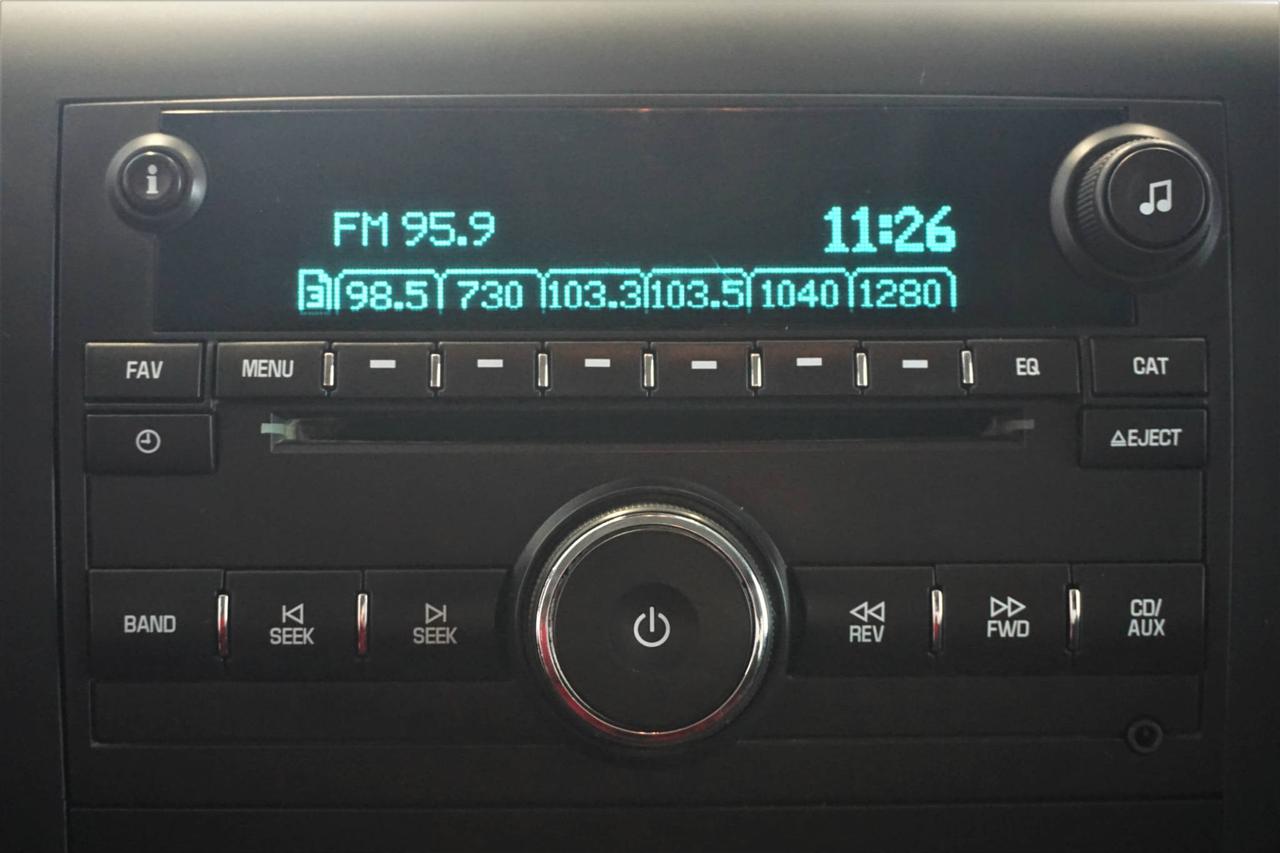 i
FM 95.9 11:26
3 98.5 730 103.3 103.5 1040 1280
FAV MENU EQ CAT
EJECT
BAND SEEK SEEK REV FWD CD/
AUX